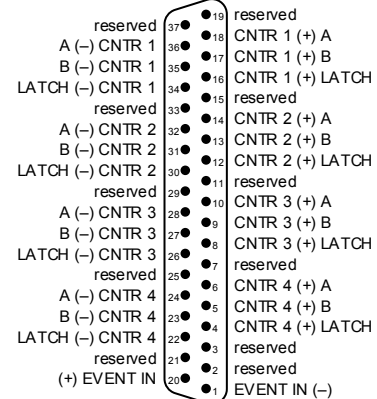 19 reserved
reserved 37
18 CNTR 1 (+) A
A (–) CNTR 1 36
17 CNTR 1 (+) B
B (–) CNTR 1 35
16 CNTR 1 (+) LATCH
LATCH (–) CNTR 1 34
15 reserved
reserved 33
14 CNTR 2 (+) A
A (–) CNTR 2 32
13 CNTR 2 (+) B
B (–) CNTR 2 31
12 CNTR 2 (+) LATCH
LATCH (–) CNTR 2 30
11 reserved
reserved 29
10 CNTR 3 (+) A
A (–) CNTR 3 28
9 CNTR 3 (+) B
B (–) CNTR 3 27
8 CNTR 3 (+) LATCH
LATCH (–) CNTR 3 26
7 reserved
reserved 25
6 CNTR 4 (+) A
A (–) CNTR 4 24
5 CNTR 4 (+) B
B (–) CNTR 4 23
4 CNTR 4 (+) LATCH
LATCH (–) CNTR 4 22
3 reserved
reserved 21
2 reserved
(+) EVENT IN 20
1 EVENT IN (–)